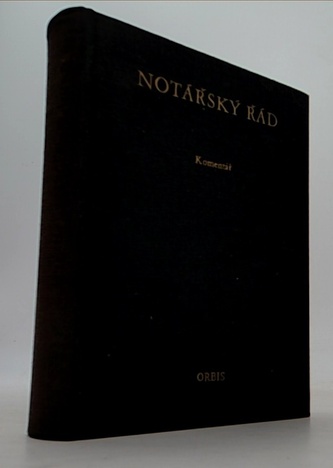 NOTÁŘSKÝ ŘÁD
Komentář
ORBIS